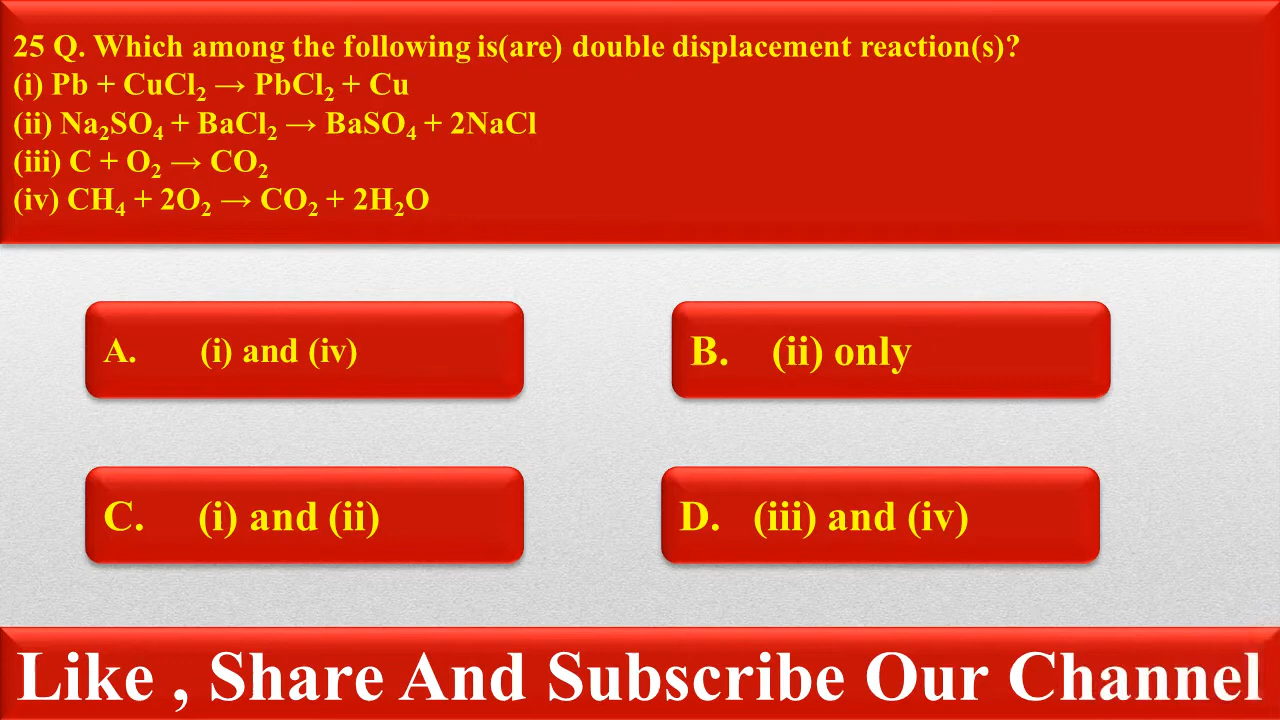 25 Q. Which among the following is(are) double displacement reaction(s)?
(i) Pb + CuCl₂ → PbCl₂ + Cu
(ii) Na₂SO₄ + BaCl₂ → BaSO₄ + 2NaCl
(iii) C + O₂ → CO₂
(iv) CH₄ + 2O₂ → CO₂ + 2H₂O
A. (i) and (iv)
B. (ii) only
C. (i) and (ii)
D. (iii) and (iv)
Like , Share And Subscribe Our Channel